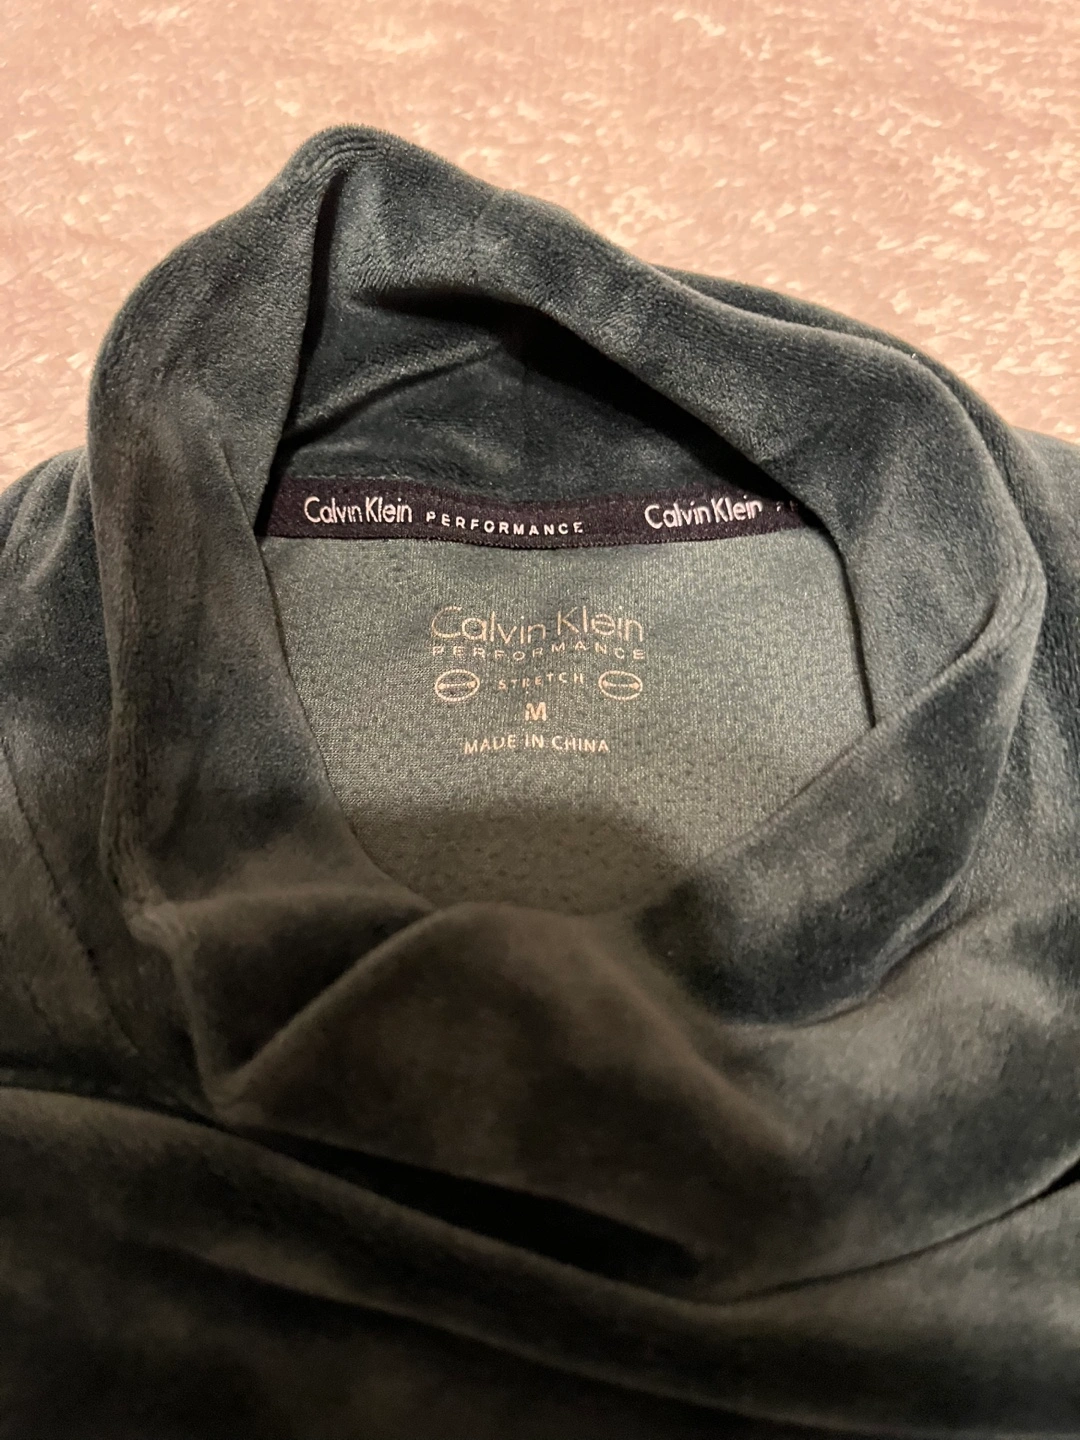 Calvin Klein PERFORMANCE Calvin Klein
Calvin Klein
PERFORMANCE
STRETCH
M
MADE IN CHINA